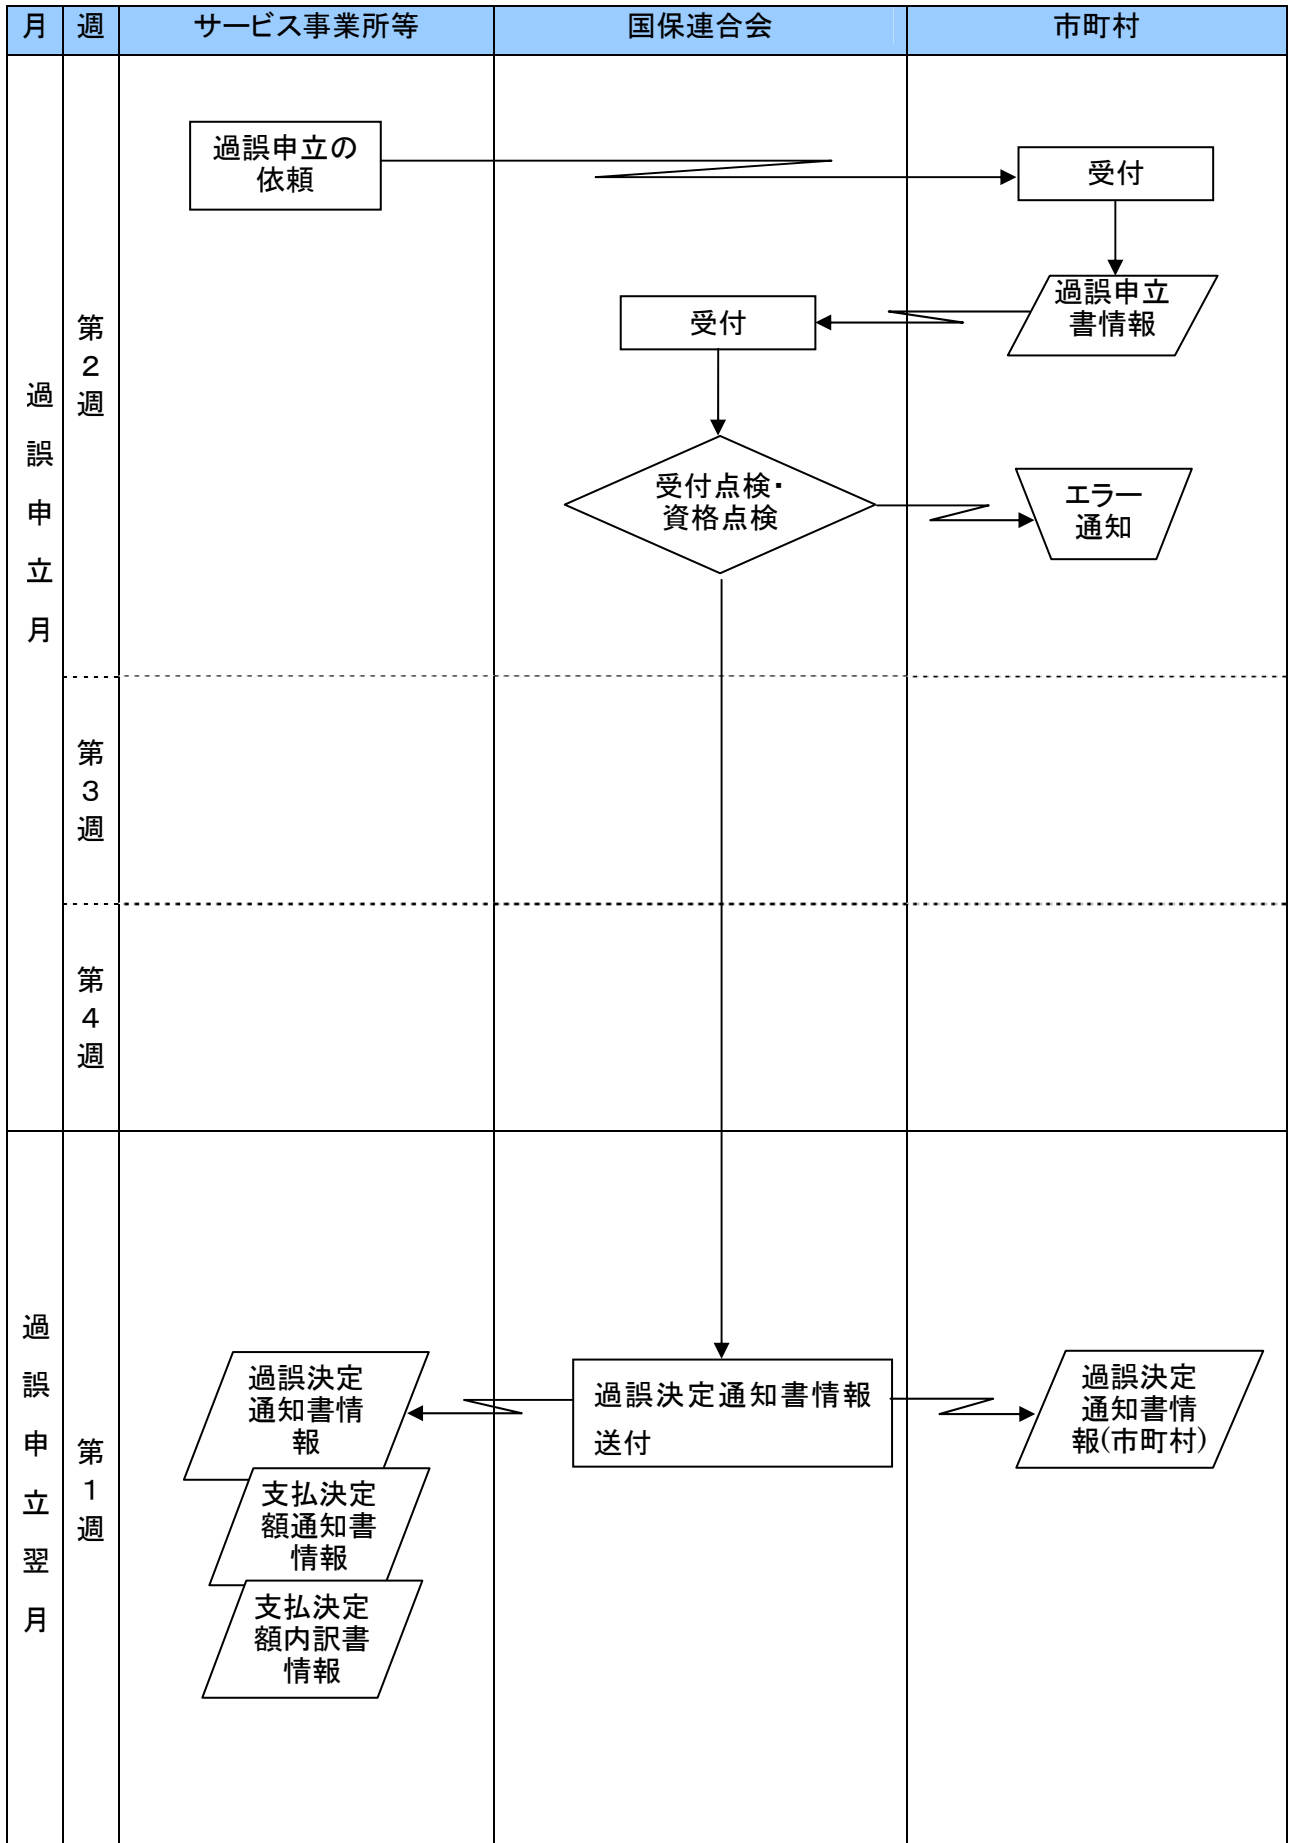 月 週 サービス事業所等 国保連合会 市町村
過誤申立月
第2週
過誤申立の
依頼
受付
過誤申立
書情報
受付
受付点検・
資格点検
エラー
通知
第3週
第4週
過誤申立翌月
第1週
過誤決定
通知書情
報
支払決定
額通知書
情報
支払決定
額内訳書
情報
過誤決定通知書情報
送付
過誤決定
通知書情
報(市町村)